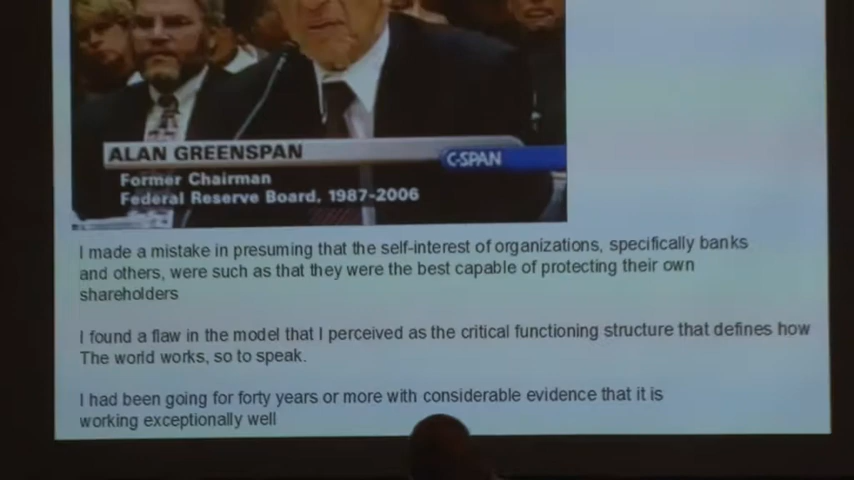 ALAN GREENSPAN
C-SPAN
Former Chairman
Federal Reserve Board, 1987-2006
I made a mistake in presuming that the self-interest of organizations, specifically banks
and others, were such as that they were the best capable of protecting their own
shareholders
I found a flaw in the model that I perceived as the critical functioning structure that defines how
The world works, so to speak.
I had been going for forty years or more with considerable evidence that it is
working exceptionally well